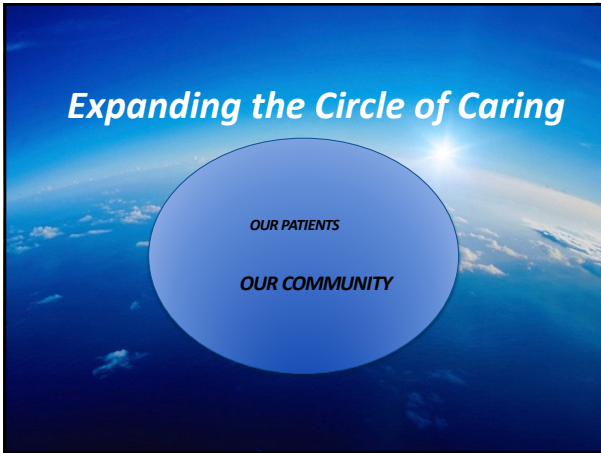 Expanding the Circle of Caring
OUR PATIENTS
OUR COMMUNITY